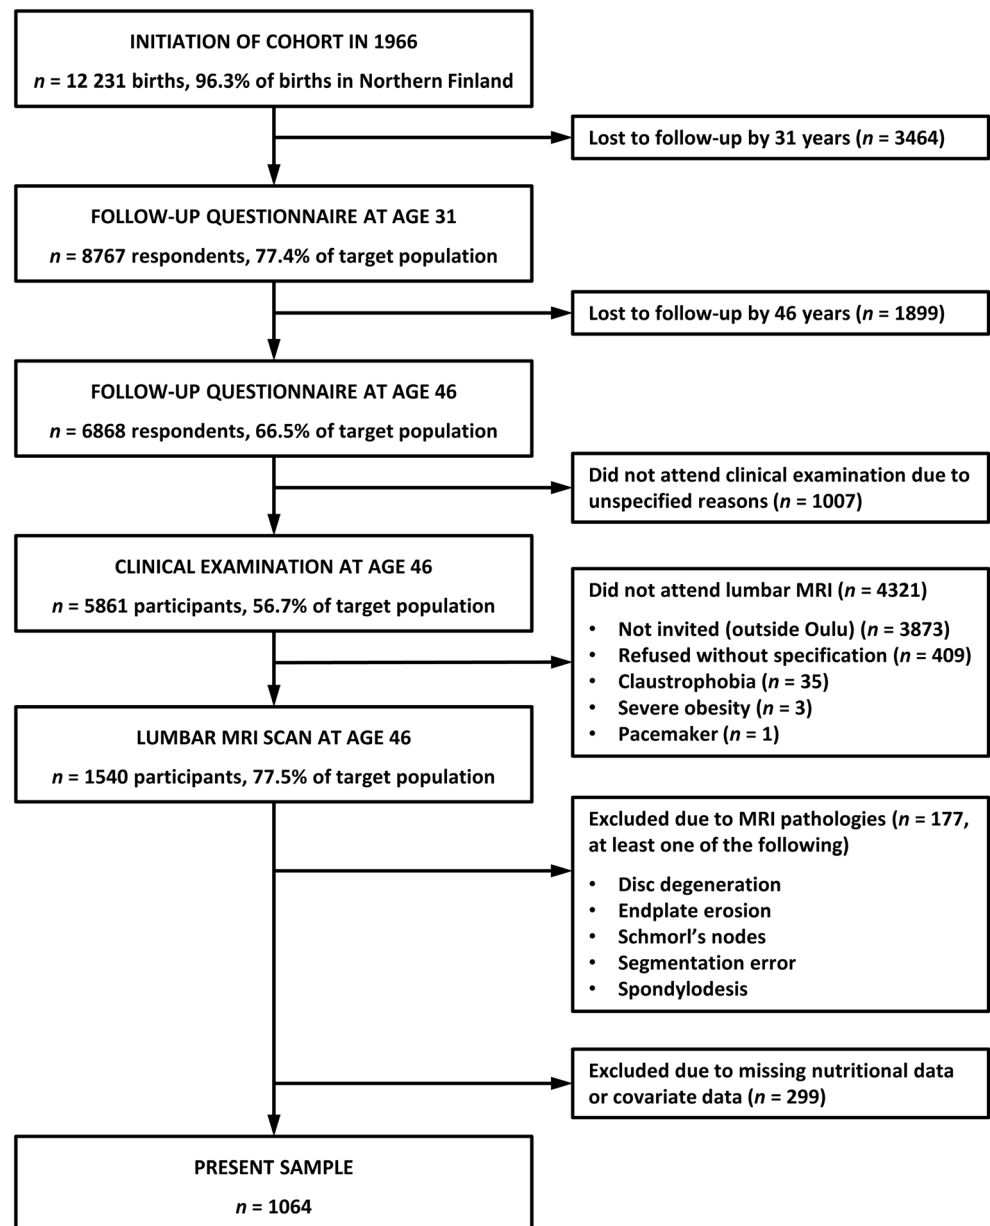 INITIATION OF COHORT IN 1966
n = 12 231 births, 96.3% of births in Northern Finland
Lost to follow-up by 31 years (n = 3464)
FOLLOW-UP QUESTIONNAIRE AT AGE 31
n = 8767 respondents, 77.4% of target population
Lost to follow-up by 46 years (n = 1899)
FOLLOW-UP QUESTIONNAIRE AT AGE 46
n = 6868 respondents, 66.5% of target population
Did not attend clinical examination due to
unspecified reasons (n = 1007)
CLINICAL EXAMINATION AT AGE 46
n = 5861 participants, 56.7% of target population
Did not attend lumbar MRI (n = 4321)
• Not invited (outside Oulu) (n = 3873)
• Refused without specification (n = 409)
• Claustrophobia (n = 35)
• Severe obesity (n = 3)
• Pacemaker (n = 1)
LUMBAR MRI SCAN AT AGE 46
n = 1540 participants, 77.5% of target population
Excluded due to MRI pathologies (n = 177,
at least one of the following)
• Disc degeneration
• Endplate erosion
• Schmorl’s nodes
• Segmentation error
• Spondylodesis
Excluded due to missing nutritional data
or covariate data (n = 299)
PRESENT SAMPLE
n = 1064